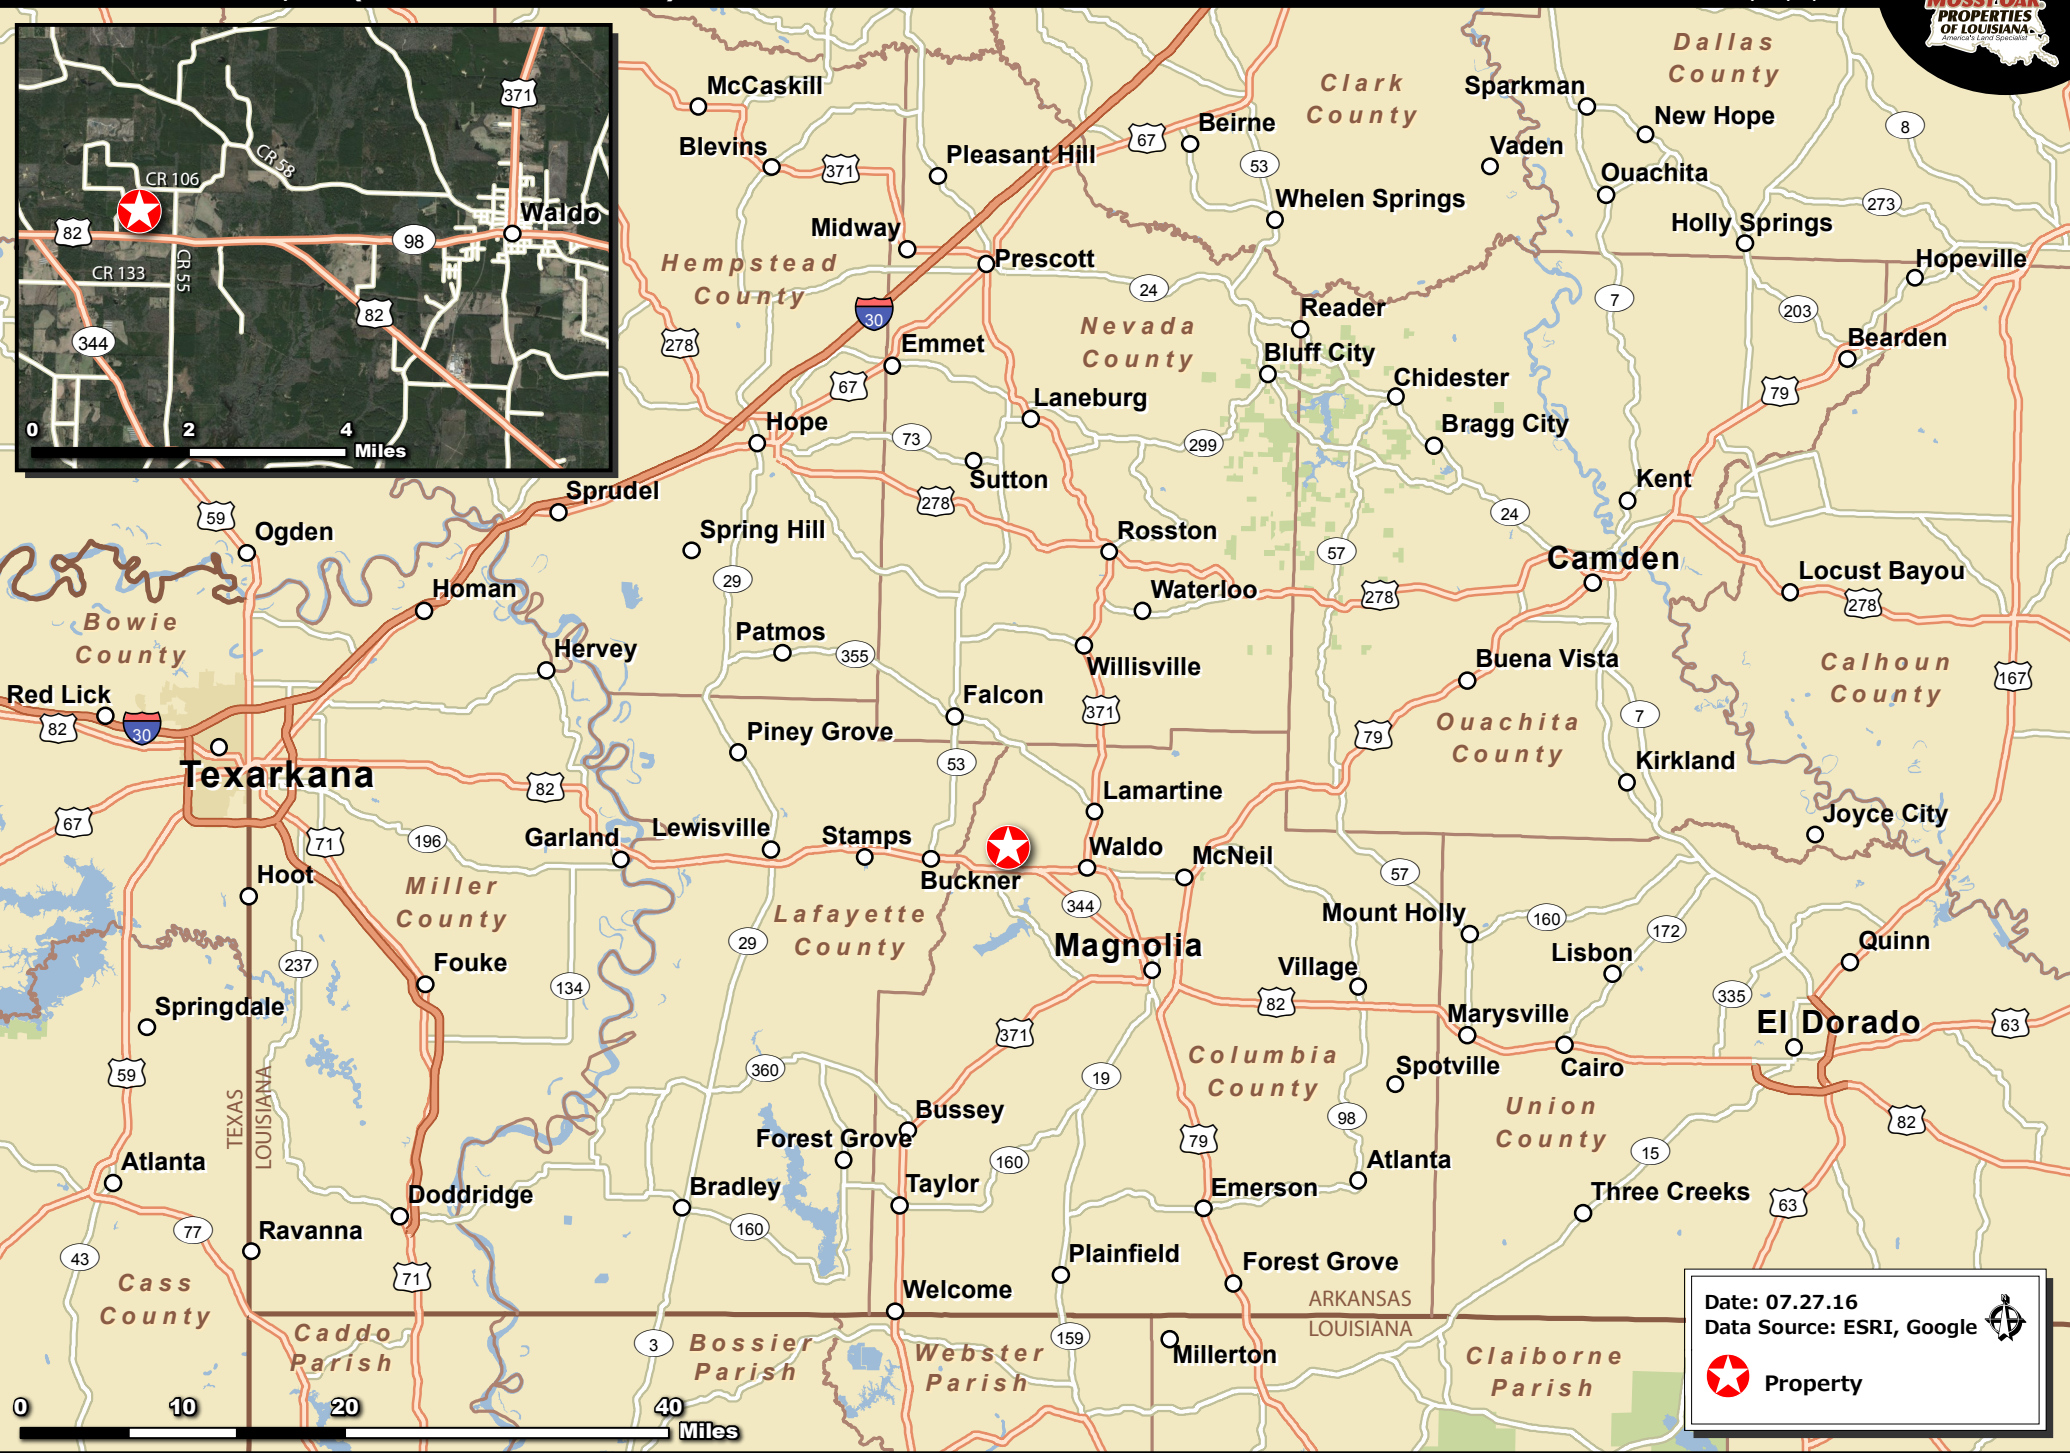 MOSSY OAK
PROPERTIES
OF LOUISIANA
America's Land Specialist
371
CR 58
CR 106
Waldo
82
98
CR 133
CR 55
82
344
0 2 4
Miles
McCaskill
Clark
County
Dallas
County
Sparkman
New Hope
8
Blevins
371
Pleasant Hill
67
Beirne
53
Vaden
Ouachita
Whelen Springs
273
Holly Springs
Midway
Hempstead
County
Prescott
24
Hopeville
7
203
30
Nevada
County
Reader
278
Emmet
Bluff City
Bearden
67
Chidester
79
Laneburg
Hope
73
299
Bragg City
Sutton
Kent
Sprudel
278
24
59
Ogden
Spring Hill
Rosston
57
Camden
29
Homan
Waterloo
278
Locust Bayou
278
Bowie
County
Patmos
355
Hervey
Willisville
Buena Vista
Calhoun
County
167
Red Lick
82
30
Falcon
371
Ouachita
County
7
79
Piney Grove
53
Kirkland
Texarkana
82
Lamartine
67
71
196
Garland
Lewisville
Stamps
Waldo
McNeil
Joyce City
Hoot
Buckner
57
Miller
County
Lafayette
County
344
Mount Holly
160
172
29
Magnolia
Quinn
237
Fouke
134
Village
Lisbon
82
335
Springdale
371
Marysville
El Dorado
63
Columbia
County
Spotville
Cairo
59
360
19
TEXAS
LOUISIANA
Bussey
98
Union
County
82
Forest Grove
79
160
15
Atlanta
Atlanta
Doddridge
Bradley
Taylor
Emerson
Three Creeks
63
77
Ravanna
160
43
71
Plainfield
Forest Grove
Cass
County
Welcome
ARKANSAS
LOUISIANA
Caddo
Parish
3
Bossier
Parish
Webster
Parish
159
Millerton
Claiborne
Parish
0 10 20 40
Miles
Date: 07.27.16
Data Source: ESRI, Google
Property